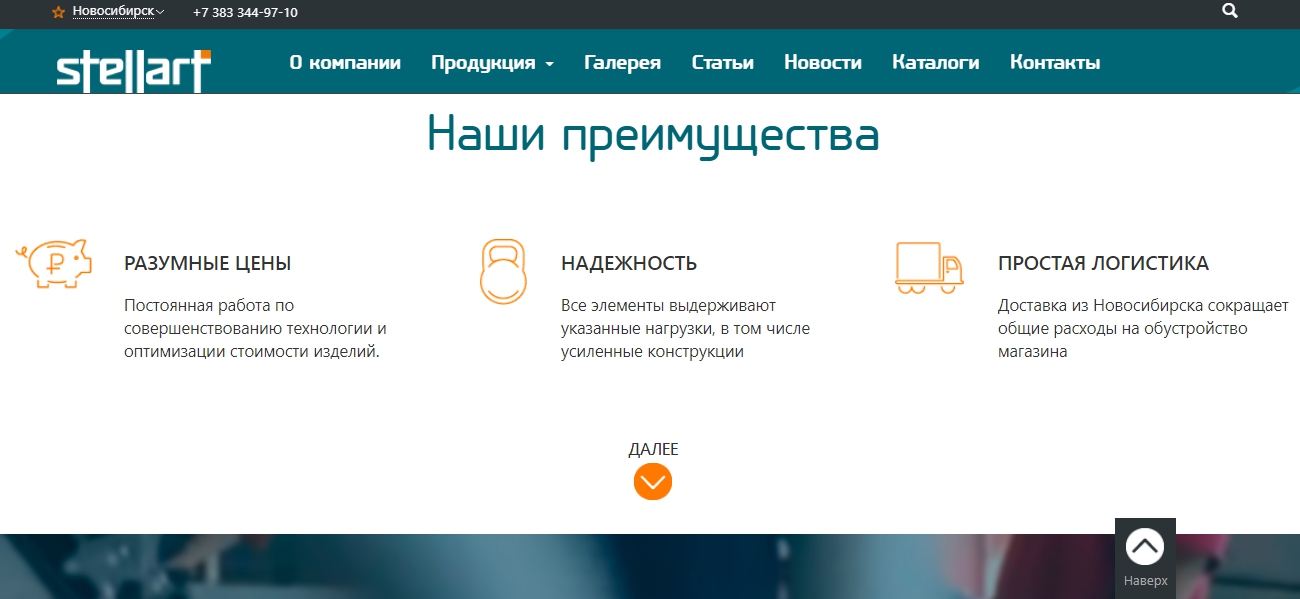 Новосибирск
+7 383 344-97-10
stellart
О компании
Продукция
Галерея
Статьи
Новости
Каталоги
Контакты
Наши преимущества
РАЗУМНЫЕ ЦЕНЫ
Постоянная работа по
совершенствованию технологии и
оптимизации стоимости изделий.
НАДЕЖНОСТЬ
Все элементы выдерживают
указанные нагрузки, в том числе
усиленные конструкции
ПРОСТАЯ ЛОГИСТИКА
Доставка из Новосибирска сокращает
общие расходы на обустройство
магазина
ДАЛЕЕ
Наверх